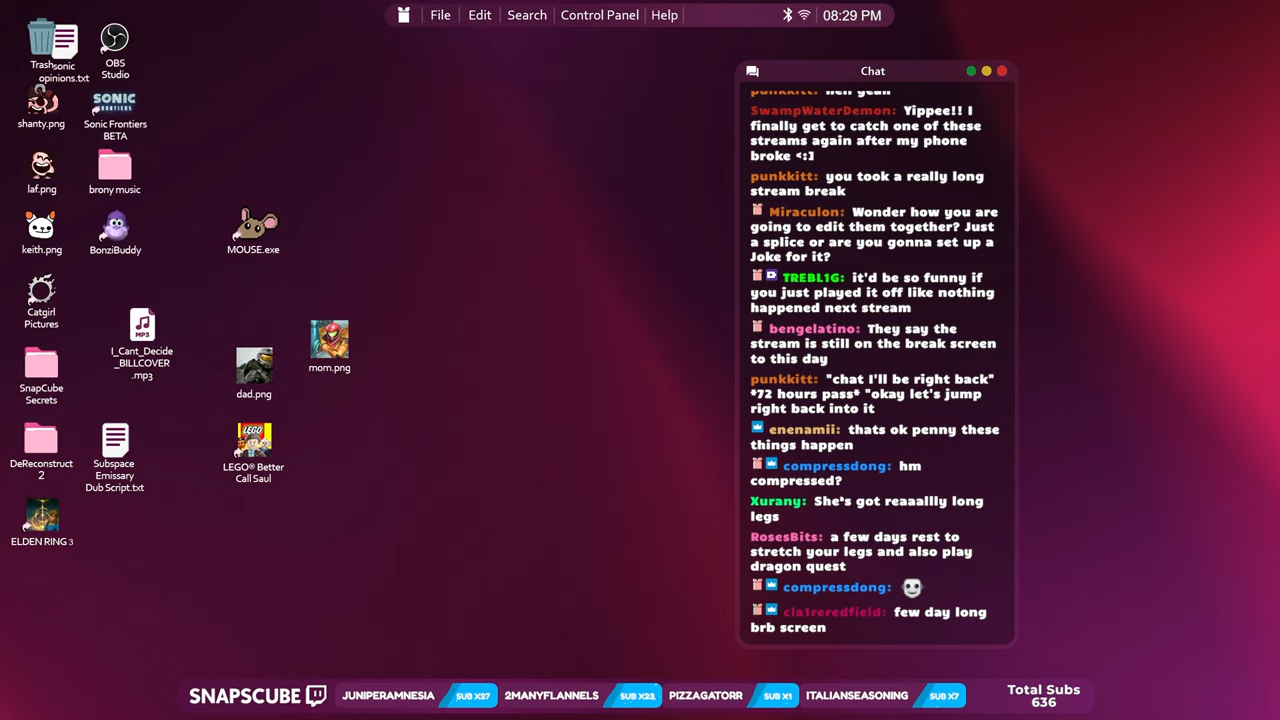 File Edit Search Control Panel Help 08:29 PM
Trash
sonic
opinions.txt
OBS
Studio
shanty.png
SONIC
FRONTIERS
Sonic Frontiers
BETA
laf.png
brony music
keith.png
BonziBuddy
MOUSE.exe
Catgirl
Pictures
MP3
I_Cant_Decide
_BILLCOVER
.mp3
mom.png
dad.png
SnapCube
Secrets
DeReconstruct
2
Subspace
Emissary
Dub Script.txt
LEGO
LEGO® Better
Call Saul
ELDEN RING 3
Chat
punkkitt: hell yeah
SwampWaterDemon: Yippee!! I
finally get to catch one of these
streams again after my phone
broke <:]
punkkitt: you took a really long
stream break
Miraculon: Wonder how you are
going to edit them together? Just
a splice or are you gonna set up a
Joke for it?
TREBL1G: it'd be so funny if
you just played it off like nothing
happened next stream
bengelatino: They say the
stream is still on the break screen
to this day
punkkitt: "chat I'll be right back"
*72 hours pass* "okay let's jump
right back into it
enenamii: thats ok penny these
things happen
compressdong: hm
compressed?
Xurany: She's got reaaallly long
legs
RosesBits: a few days rest to
stretch your legs and also play
dragon quest
compressdong:
cla1reredfield: few day long
brb screen
SNAPSCUBE JUNIPERAMNESIA SUB X27 2MANYFLANNELS SUB X23 PIZZAGATORR SUB X1 ITALIANSEASONING SUB X7
Total Subs
636